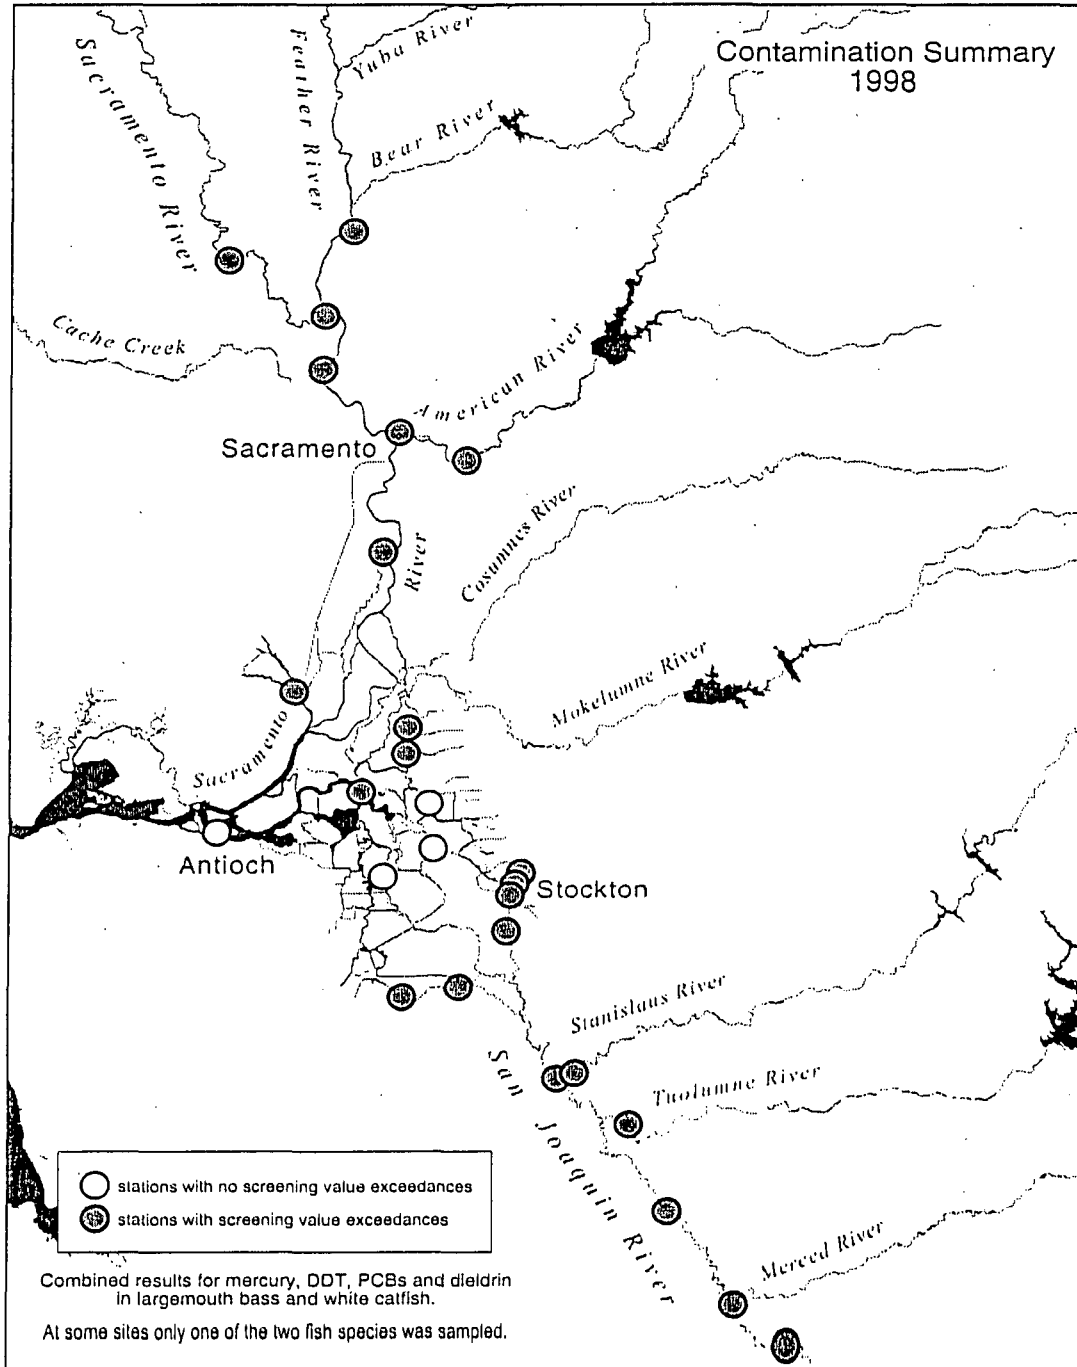 Contamination Summary
1998
Sacramento River
Feather River
Yuba River
Bear River
Cache Creek
American River
Sacramento
River
Cosumnes River
Mokelumne River
Sacramento
Antioch
Stockton
Stanislaus River
Tuolumne River
San Joaquin River
Merced River
stations with no screening value exceedances
stations with screening value exceedances
Combined results for mercury, DDT, PCBs and dieldrin
in largemouth bass and white catfish.
At some sites only one of the two fish species was sampled.